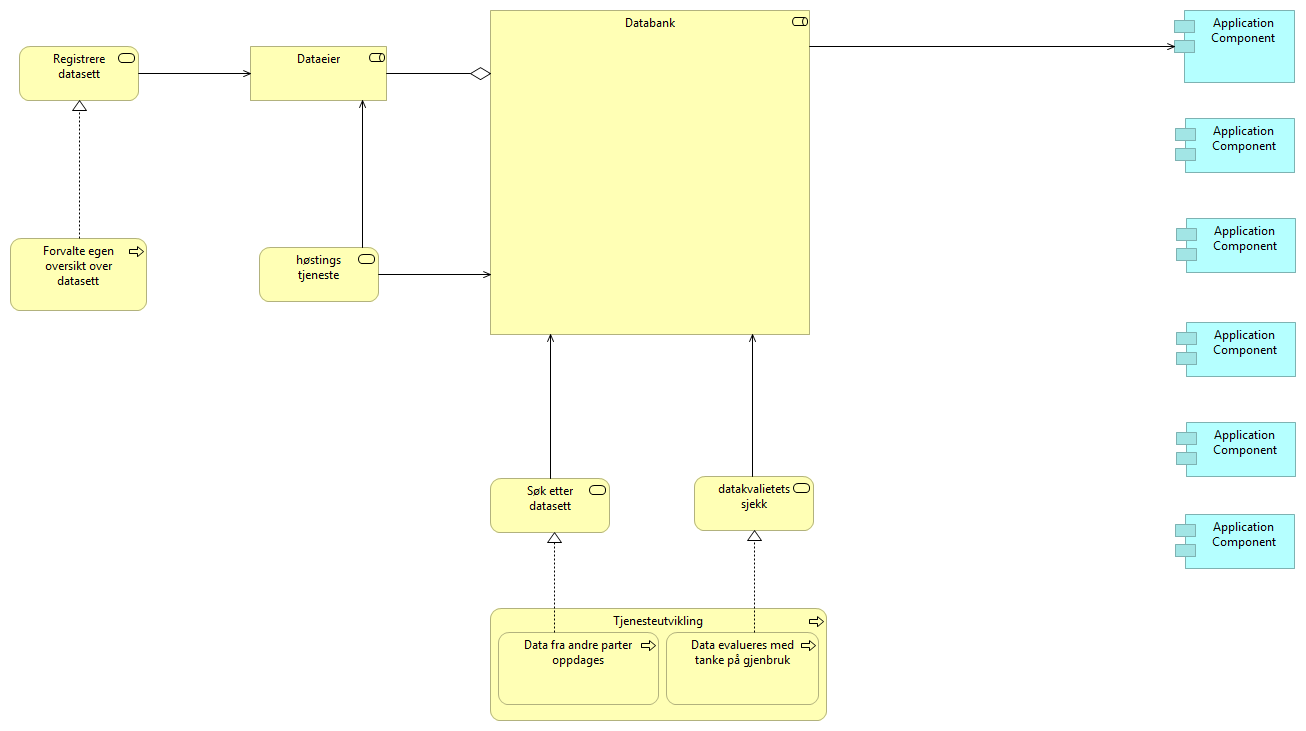 Databank
Application
Component
Registrere
datasett
Dataeier
Application
Component
Forvalte egen
oversikt over
datasett
høstings
tjeneste
Application
Component
Application
Component
Application
Component
Søk etter
datasett
datakvalietets
sjekk
Application
Component
Tjenesteutvikling
Data fra andre parter
oppdages
Data evalueres med
tanke på gjenbruk